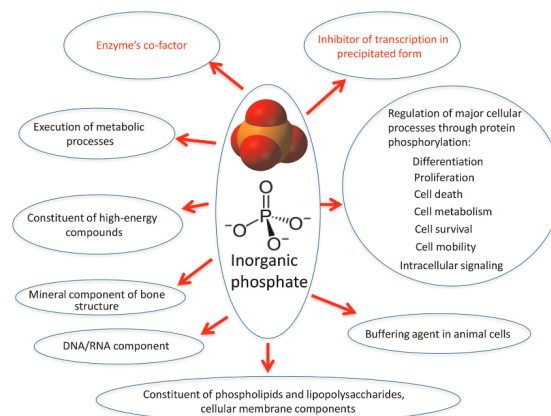 Enzyme's co-factor
Inhibitor of transcription in
precipitated form
Execution of metabolic
processes
Regulation of major cellular
processes through protein
phosphorylation:
Differentiation
Proliferation
Cell death
Cell metabolism
Cell survival
Cell mobility
Intracellular signaling
Constituent of high-energy
compounds
O
P
O⁻
O⁻
⁻O
Inorganic
phosphate
Mineral component of bone
structure
DNA/RNA component
Buffering agent in animal cells
Constituent of phospholipids and lipopolysaccharides,
cellular membrane components